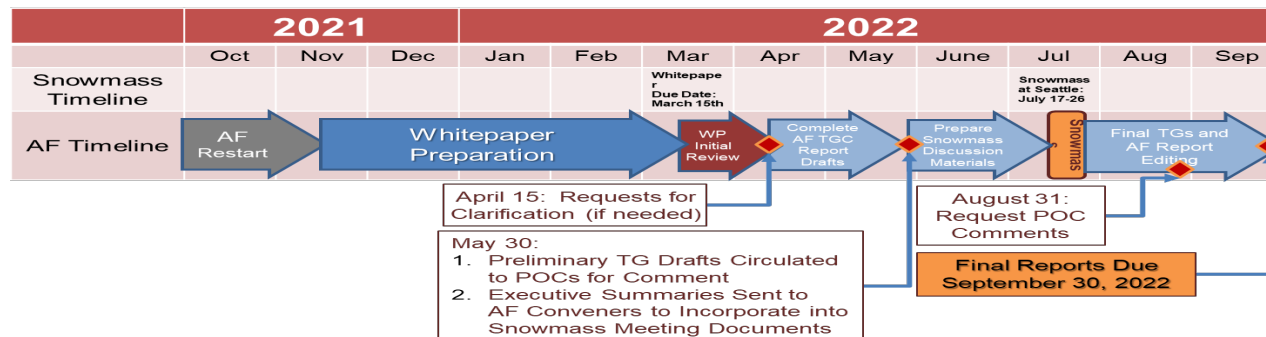 2021
2022
Oct
Nov
Dec
Jan
Feb
Mar
Apr
May
June
Jul
Aug
Sep
Snowmass
Timeline
Whitepape
r
Due Date:
March 15th
Snowmass
at Seattle:
July 17-26
AF Timeline
AF
Restart
Whitepaper
Preparation
WP
Initial
Review
Complete
AF TGC
Report
Drafts
Prepare
Snowmass
Discussion
Materials
Snowmas
s
Final TGs and
AF Report
Editing
April 15: Requests for
Clarification (if needed)
May 30:
1. Preliminary TG Drafts Circulated
to POCs for Comment
2. Executive Summaries Sent to
AF Conveners to Incorporate into
Snowmass Meeting Documents
August 31:
Request POC
Comments
Final Reports Due
September 30, 2022